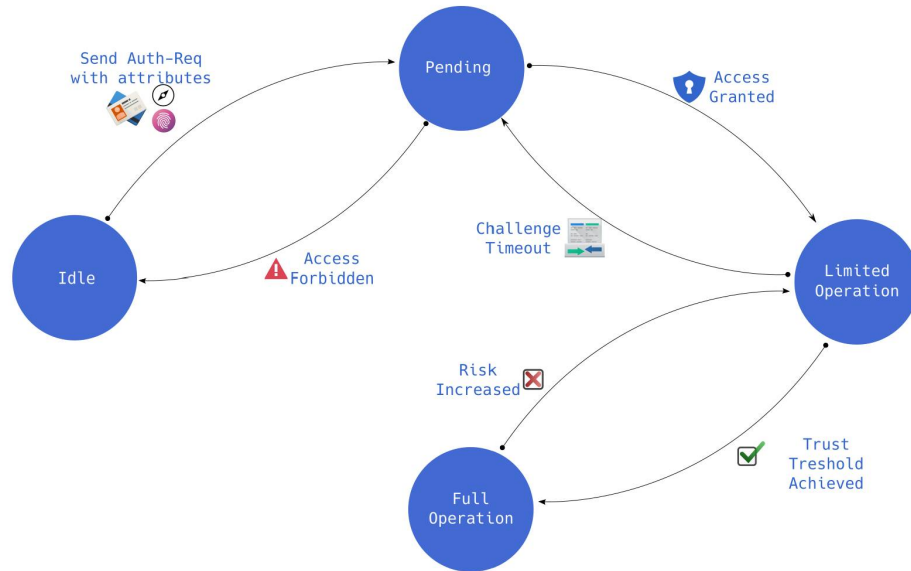 Send Auth-Req
with attributes
Pending
Access
Granted
Idle
Access
Forbidden
Challenge
Timeout
Limited
Operation
Risk
Increased
Trust
Treshold
Achieved
Full
Operation